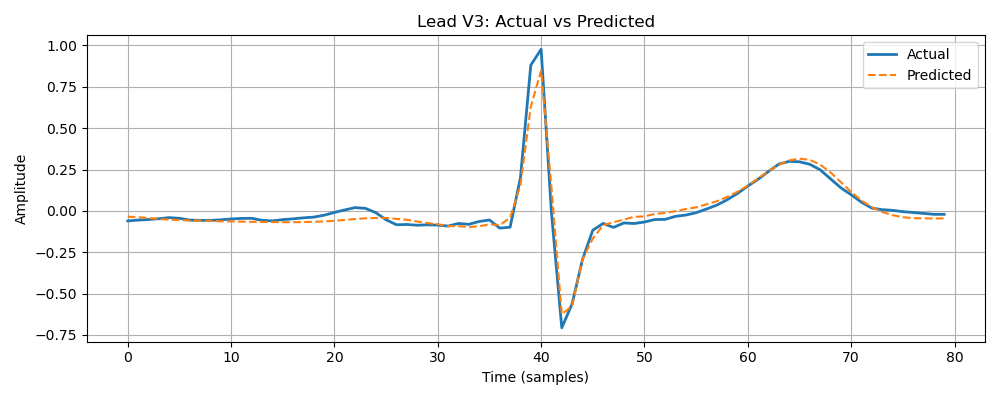 Lead V3: Actual vs Predicted
Actual
Predicted
Amplitude
1.00
0.75
0.50
0.25
0.00
−0.25
−0.50
−0.75
0 10 20 30 40 50 60 70 80
Time (samples)